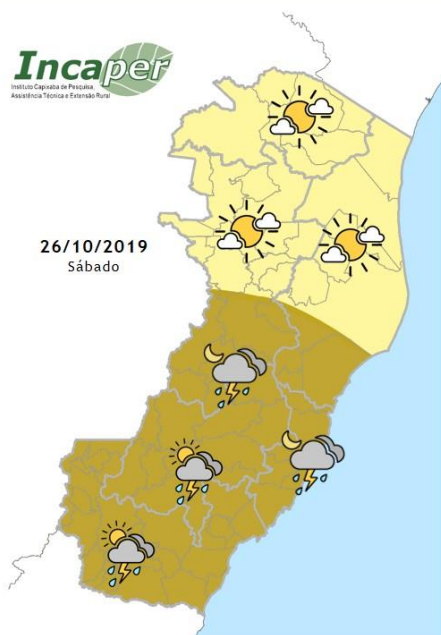 Incaper
Instituto Capixaba de Pesquisa,
Assistência Técnica e Extensão Rural
26/10/2019
Sábado